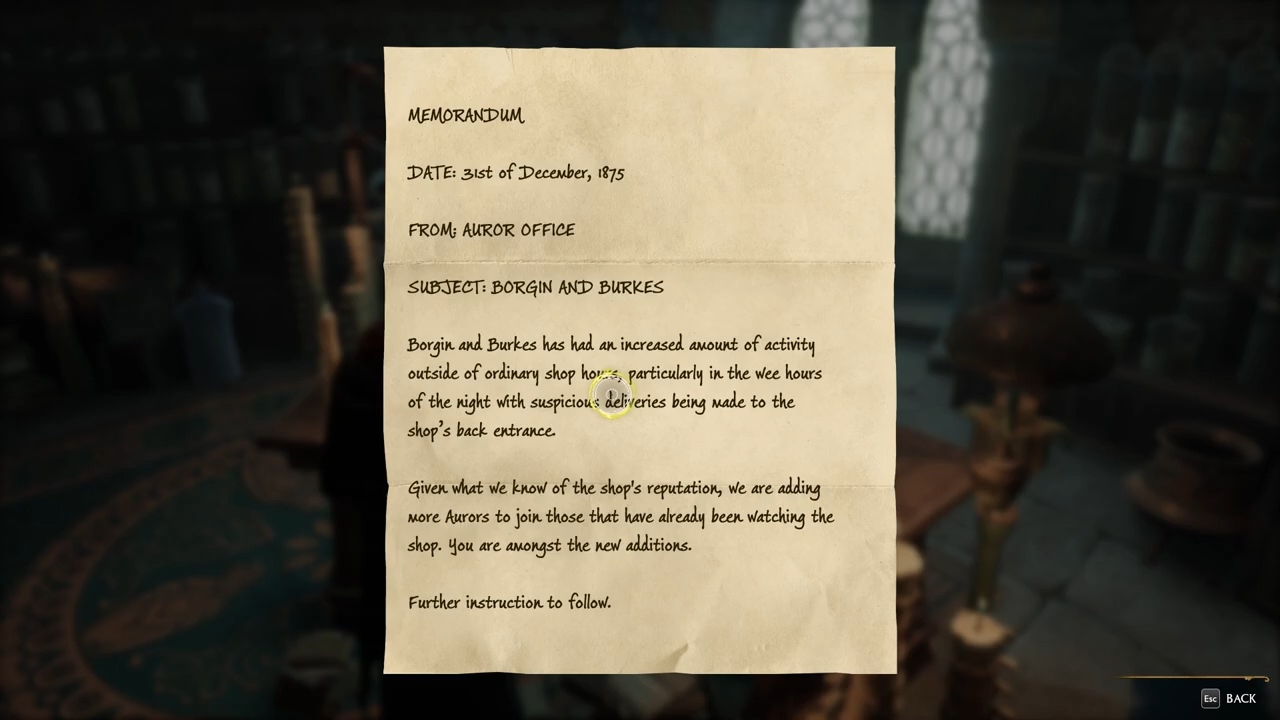 MEMORANDUM
DATE: 31st of December, 1875
FROM: AUROR OFFICE
SUBJECT: BORGIN AND BURKES
Borgin and Burkes has had an increased amount of activity
outside of ordinary shop hours, particularly in the wee hours
of the night with suspicious deliveries being made to the
shop's back entrance.
Given what we know of the shop's reputation, we are adding
more Aurors to join those that have already been watching the
shop. You are amongst the new additions.
Further instruction to follow.
Esc BACK